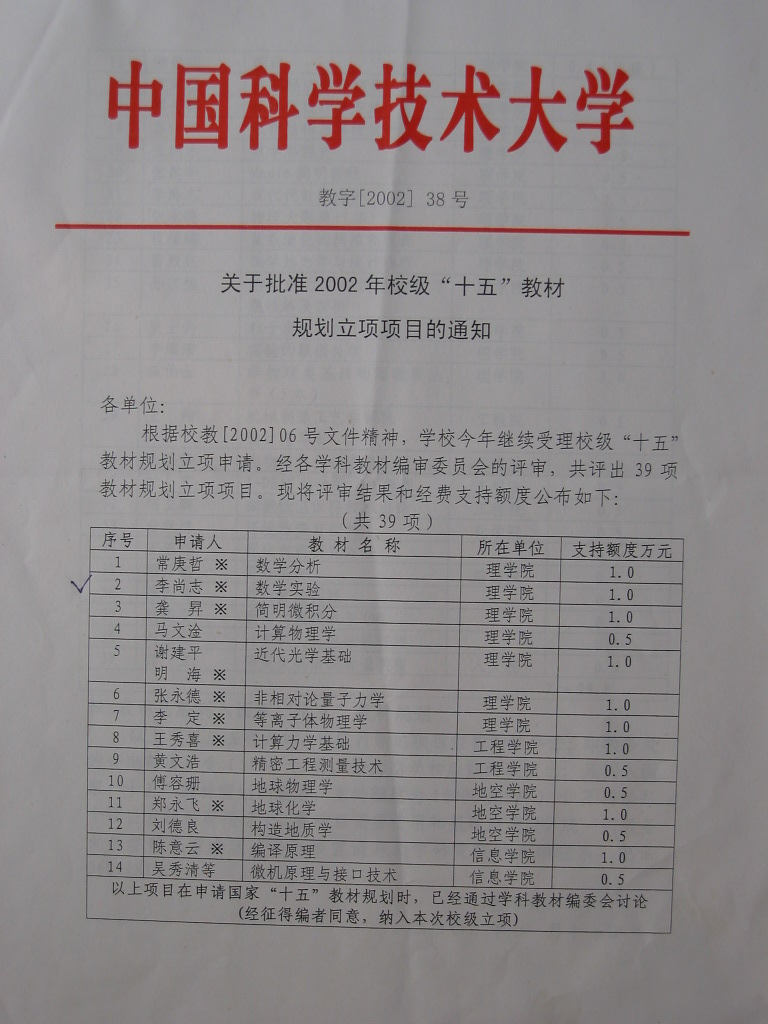 中国科学技术大学
教字[2002] 38 号
关于批准 2002 年校级“十五”教材
规划立项项目的通知
各单位：
根据校教[2002]06 号文件精神，学校今年继续受理校级“十五”
教材规划立项申请。经各学科教材编审委员会的评审，共评出 39 项
教材规划立项项目。现将评审结果和经费支持额度公布如下：
（共 39 项）
序号 申请人 教 材 名 称 所在单位 支持额度万元
1 常庚哲 ※ 数学分析 理学院 1.0
2 李尚志 ※ 数学实验 理学院 1.0
3 龚 昇 ※ 简明微积分 理学院 1.0
4 马文淦 计算物理学 理学院 0.5
5 谢建平 近代光学基础 理学院 1.0
明 海 ※
6 张永德 ※ 非相对论量子力学 理学院 1.0
7 李 定 ※ 等离子体物理学 理学院 1.0
8 王秀喜 ※ 计算力学基础 工程学院 1.0
9 黄文浩 精密工程测量技术 工程学院 0.5
10 傅容珊 地球物理学 地空学院 0.5
11 郑永飞 ※ 地球化学 地空学院 1.0
12 刘德良 构造地质学 地空学院 0.5
13 陈意云 ※ 编译原理 信息学院 1.0
14 吴秀清等 微机原理与接口技术 信息学院 0.5
以上项目在申请国家“十五”教材规划时，已经通过学科教材编委会讨论
(经征得编者同意，纳入本次校级立项)